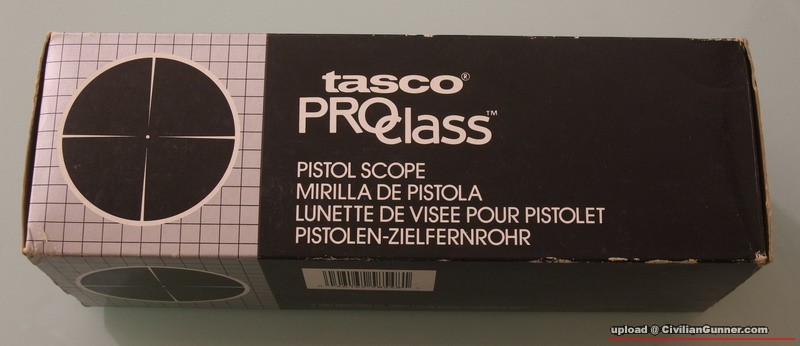 tasco®
PROClass™
PISTOL SCOPE
MIRILLA DE PISTOLA
LUNETTE DE VISEE POUR PISTOLET
PISTOLEN-ZIELFERNROHR
upload @ CivilianGunner.com